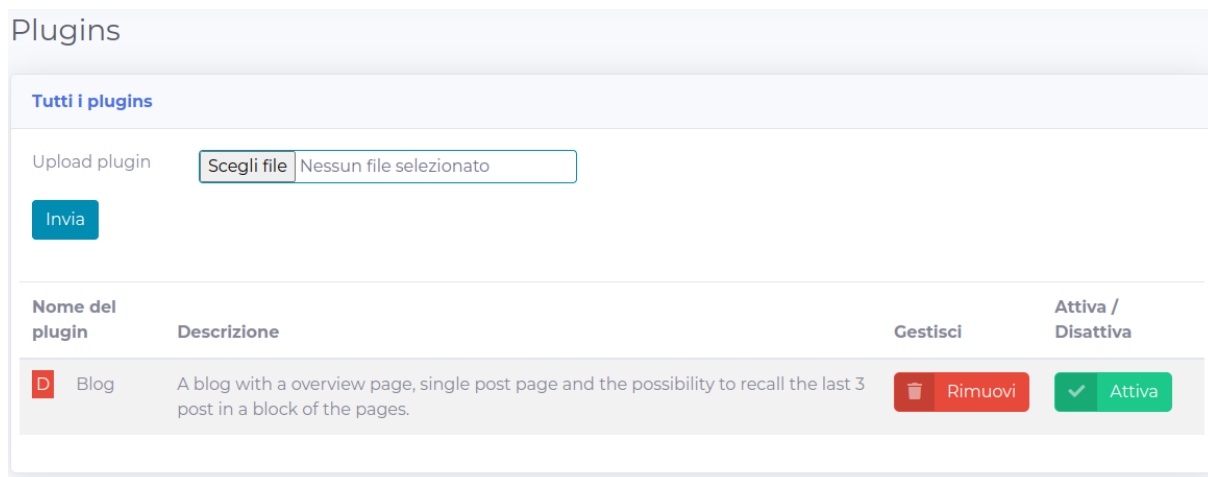 Plugins
Tutti i plugins
Upload plugin Scegli file Nessun file selezionato
Invia
Nome del plugin Descrizione Gestisci Attiva / Disattiva
D Blog A blog with a overview page, single post page and the possibility to recall the last 3 Rimuovi Attiva
post in a block of the pages.